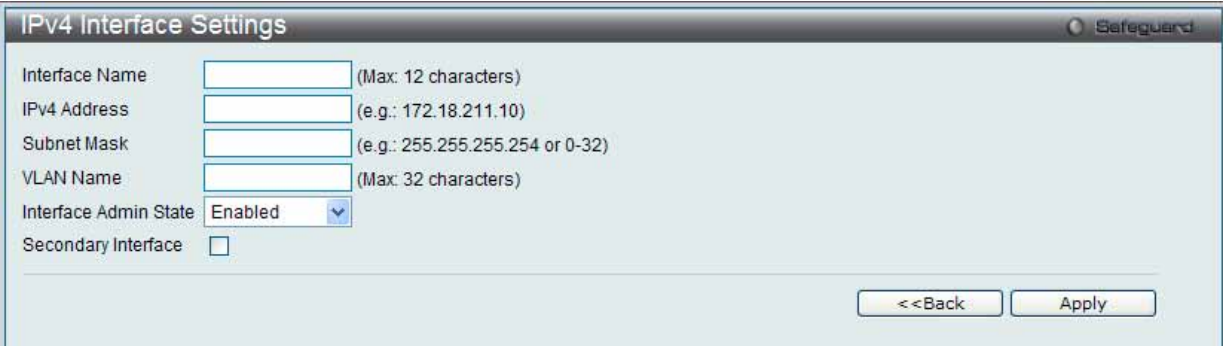 IPv4 Interface Settings
Safeguard
Interface Name (Max: 12 characters)
IPv4 Address (e.g.: 172.18.211.10)
Subnet Mask (e.g.: 255.255.255.254 or 0-32)
VLAN Name (Max: 32 characters)
Interface Admin State Enabled
Secondary Interface
<<Back Apply